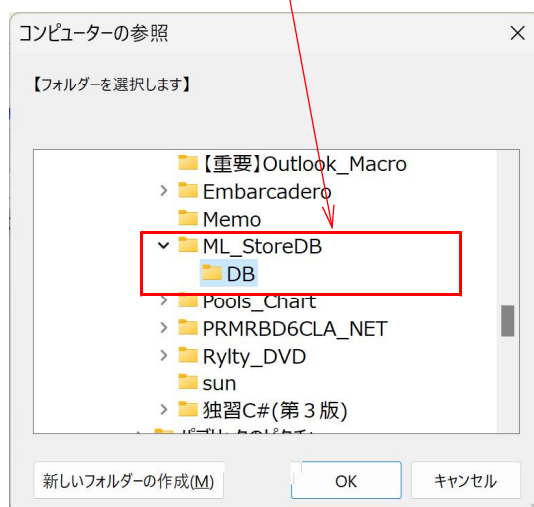 コンピューターの参照
【フォルダーを選択します】
【重要】Outlook_Macro
Embarcadero
Memo
ML_StoreDB
DB
Pools_Chart
PRMRBD6CLA_NET
Rylty_DVD
sun
独習C#(第３版)
新しいフォルダーの作成(M)
OK
キャンセル